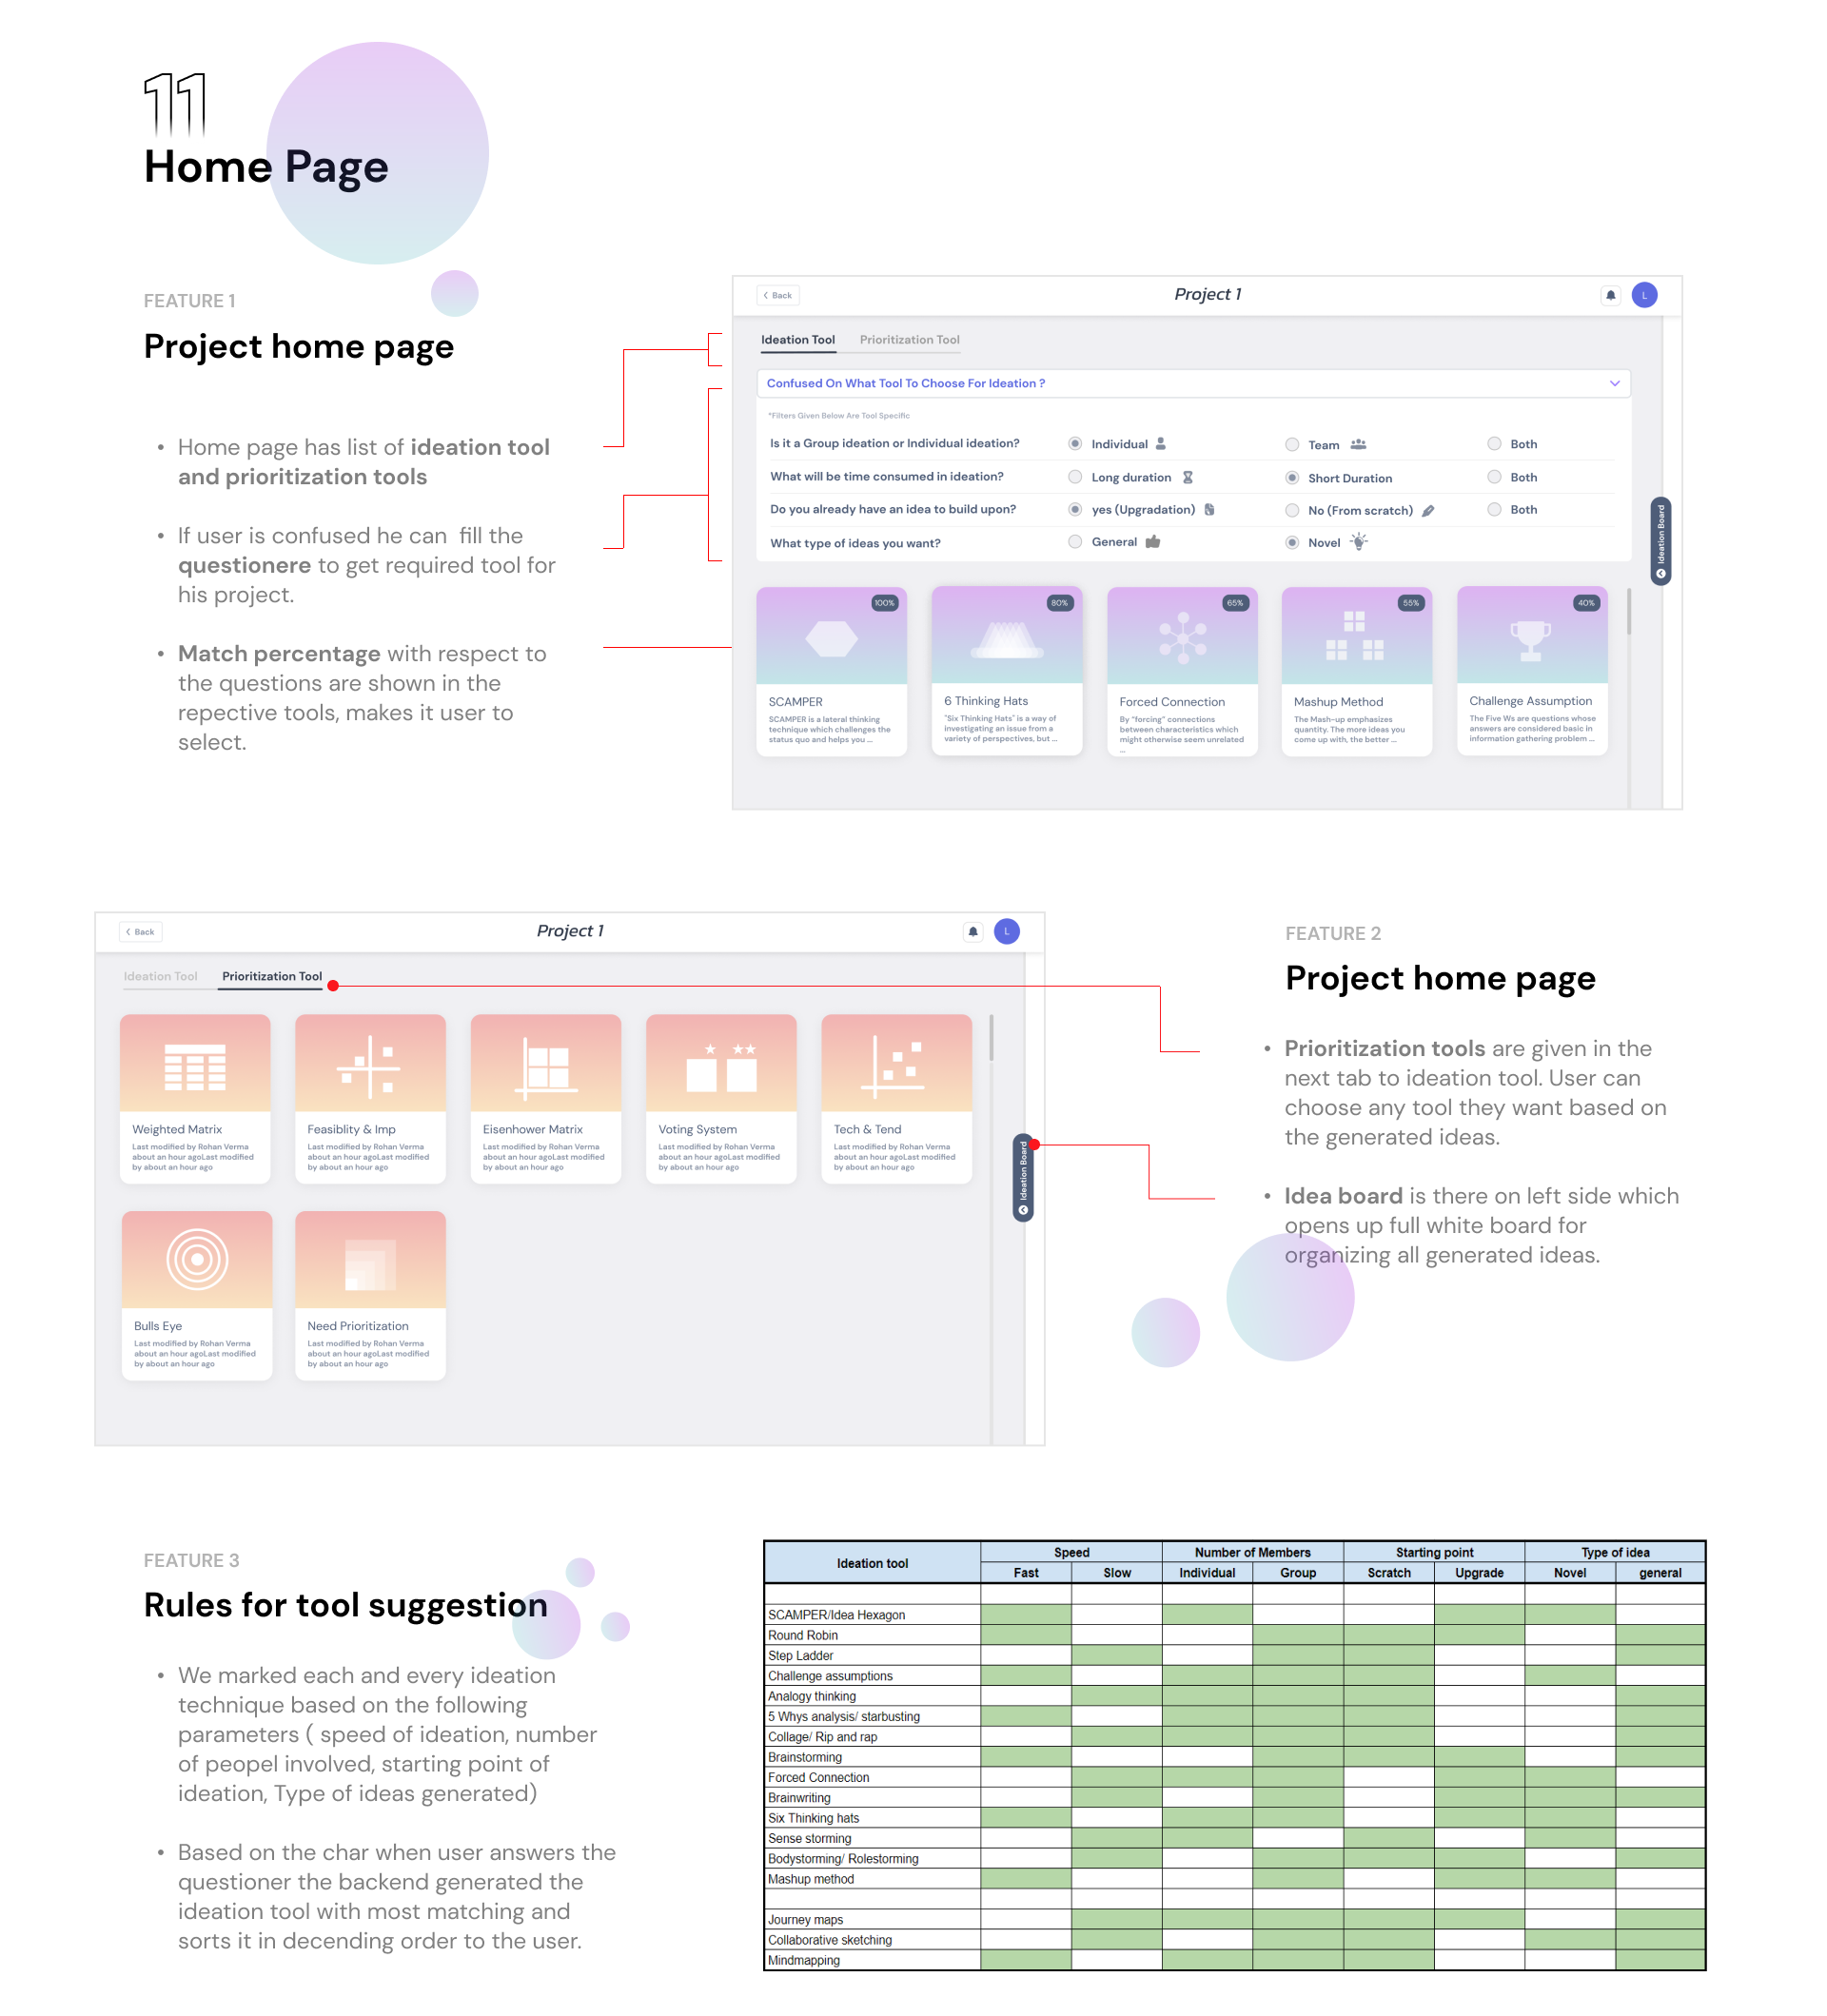 11
Home Page
FEATURE 1
Project home page
• Home page has list of ideation tool
and prioritization tools
• If user is confused he can fill the
questionere to get required tool for
his project.
• Match percentage with respect to
the questions are shown in the
repective tools, makes it user to
select.
Back
Project 1
L
Ideation Tool
Prioritization Tool
Confused On What Tool To Choose For Ideation ?
*Filters Given Below Are Tool Specific
Is it a Group ideation or Individual ideation? Individual Team Both
What will be time consumed in ideation? Long duration Short Duration Both
Do you already have an idea to build upon? yes (Upgradation) No (From scratch) Both
What type of ideas you want? General Novel
Ideation Board
100%
SCAMPER
SCAMPER is a lateral thinking
technique which challenges the
status quo and helps you ...
80%
6 Thinking Hats
"Six Thinking Hats" is a way of
investigating an issue from a
variety of perspectives, but ...
65%
Forced Connection
By "forcing" connections
between characteristics which
might otherwise seem unrelated
...
55%
Mashup Method
The Mash-up emphasizes
quantity. The more ideas you
come up with, the better ...
40%
Challenge Assumption
The Five Ws are questions whose
answers are considered basic in
information gathering problem ...
Back
Project 1
L
Ideation Tool
Prioritization Tool
Weighted Matrix
Last modified by Rohan Verma
about an hour agoLast modified
by about an hour ago
Feasiblity & Imp
Last modified by Rohan Verma
about an hour agoLast modified
by about an hour ago
Eisenhower Matrix
Last modified by Rohan Verma
about an hour agoLast modified
by about an hour ago
Voting System
Last modified by Rohan Verma
about an hour agoLast modified
by about an hour ago
Tech & Tend
Last modified by Rohan Verma
about an hour agoLast modified
by about an hour ago
Bulls Eye
Last modified by Rohan Verma
about an hour agoLast modified
by about an hour ago
Need Prioritization
Last modified by Rohan Verma
about an hour agoLast modified
by about an hour ago
Ideation Board
FEATURE 2
Project home page
• Prioritization tools are given in the
next tab to ideation tool. User can
choose any tool they want based on
the generated ideas.
• Idea board is there on left side which
opens up full white board for
organizing all generated ideas.
FEATURE 3
Rules for tool suggestion
• We marked each and every ideation
technique based on the following
parameters ( speed of ideation, number
of peopel involved, starting point of
ideation, Type of ideas generated)
• Based on the char when user answers the
questioner the backend generated the
ideation tool with most matching and
sorts it in decending order to the user.
Ideation tool Speed Number of Members Starting point Type of idea
Fast Slow Individual Group Scratch Upgrade Novel general
SCAMPER/Idea Hexagon
Round Robin
Step Ladder
Challenge assumptions
Analogy thinking
5 Whys analysis/ starbusting
Collage/ Rip and rap
Brainstorming
Forced Connection
Brainwriting
Six Thinking hats
Sense storming
Bodystorming/ Rolestorming
Mashup method
Journey maps
Collaborative sketching
Mindmapping